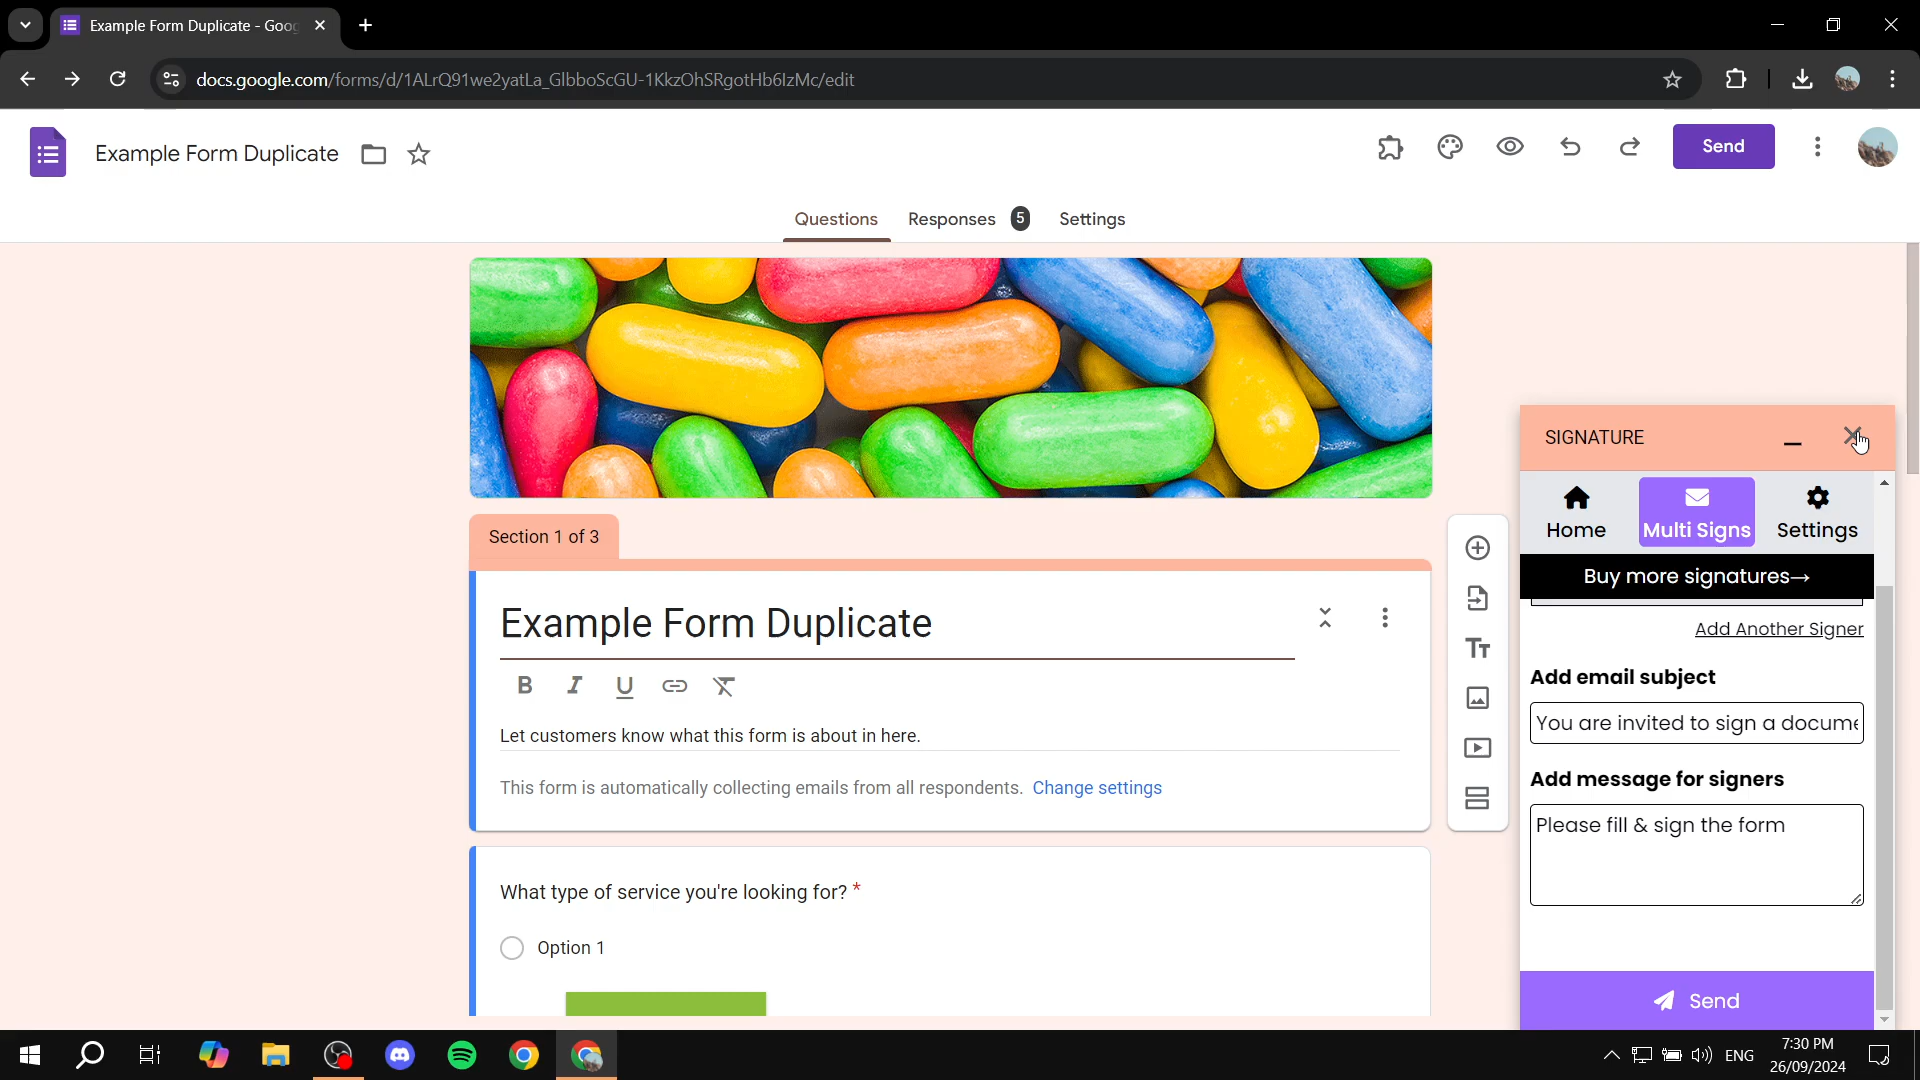 Example Form Duplicate - Goog
docs.google.com/forms/d/1ALrQ91we2yatLa_GlbboScGU-1KkzOhSRgotHb6IzMc/edit
Example Form Duplicate
Send
Questions
Responses 5
Settings
Section 1 of 3
Example Form Duplicate
B I U
Let customers know what this form is about in here.
This form is automatically collecting emails from all respondents. Change settings
What type of service you're looking for? *
Option 1
Tт
SIGNATURE
Home
Multi Signs
Settings
Buy more signatures→
Add Another Signer
Add email subject
You are invited to sign a docume
Add message for signers
Please fill & sign the form
Send
ENG
7:30 PM
26/09/2024